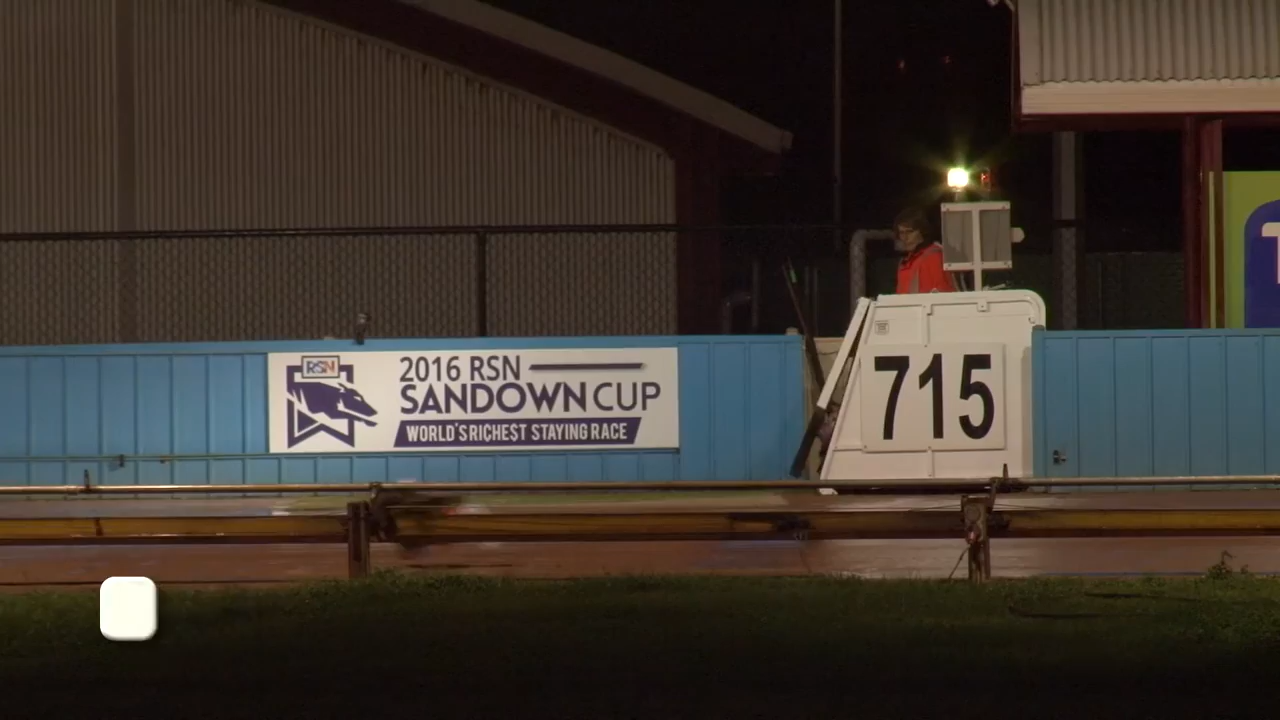 RSN
2016 RSN
SANDOWN CUP
WORLD'S RICHEST STAYING RACE
715